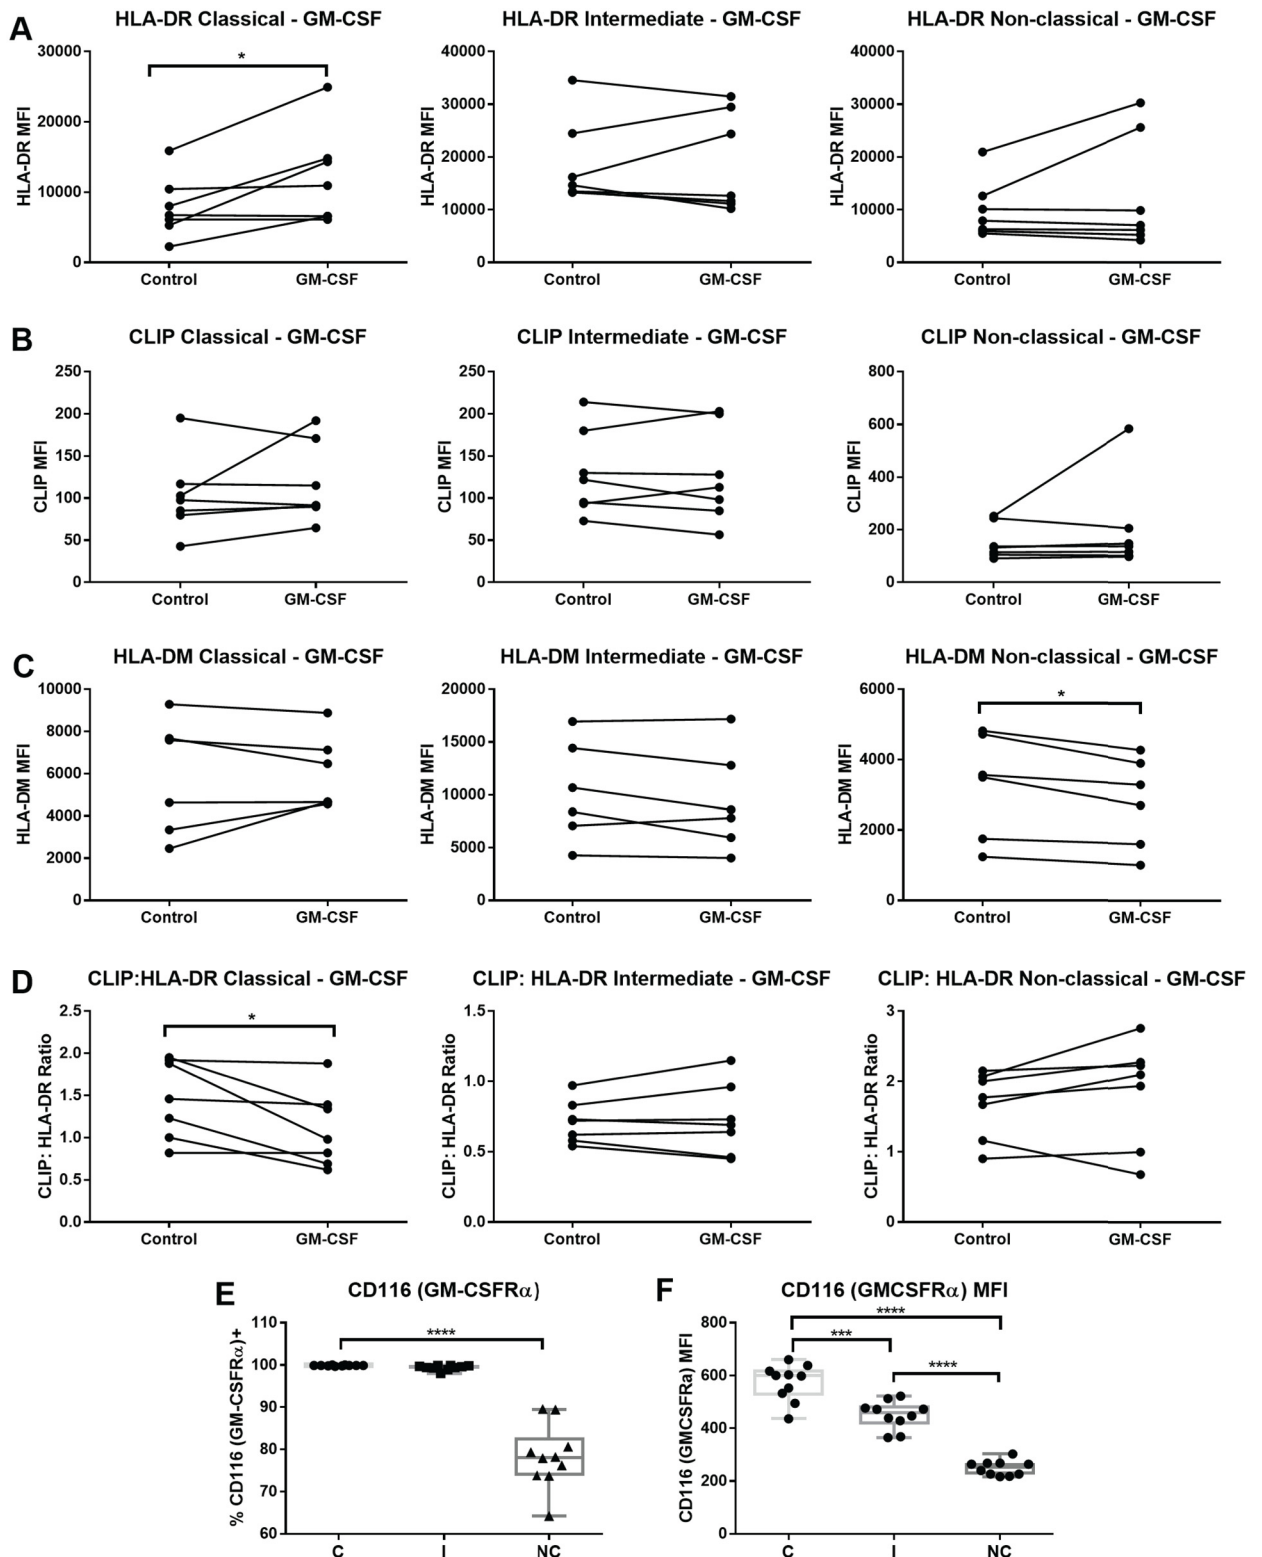 A
HLA-DR Classical - GM-CSF
HLA-DR MFI
30000
20000
10000
0
*
Control
GM-CSF
HLA-DR Intermediate - GM-CSF
HLA-DR MFI
40000
30000
20000
10000
0
Control
GM-CSF
HLA-DR Non-classical - GM-CSF
HLA-DR MFI
40000
30000
20000
10000
0
Control
GM-CSF
B
CLIP Classical - GM-CSF
CLIP MFI
250
200
150
100
50
0
Control
GM-CSF
CLIP Intermediate - GM-CSF
CLIP MFI
250
200
150
100
50
0
Control
GM-CSF
CLIP Non-classical - GM-CSF
CLIP MFI
800
600
400
200
0
Control
GM-CSF
C
HLA-DM Classical - GM-CSF
HLA-DM MFI
10000
8000
6000
4000
2000
0
Control
GM-CSF
HLA-DM Intermediate - GM-CSF
HLA-DM MFI
20000
15000
10000
5000
0
Control
GM-CSF
HLA-DM Non-classical - GM-CSF
HLA-DM MFI
6000
4000
2000
0
*
Control
GM-CSF
D
CLIP:HLA-DR Classical - GM-CSF
CLIP: HLA-DR Ratio
2.5
2.0
1.5
1.0
0.5
0.0
*
Control
GM-CSF
CLIP: HLA-DR Intermediate - GM-CSF
CLIP: HLA-DR Ratio
1.5
1.0
0.5
0.0
Control
GM-CSF
CLIP: HLA-DR Non-classical - GM-CSF
CLIP: HLA-DR Ratio
3
2
1
0
Control
GM-CSF
E
CD116 (GM-CSFRα)
% CD116 (GM-CSFRα)+
110
100
90
80
70
60
****
C
I
NC
F
CD116 (GMCSFRα) MFI
CD116 (GMCSFRa) MFI
800
600
400
200
0
****
***
****
C
I
NC